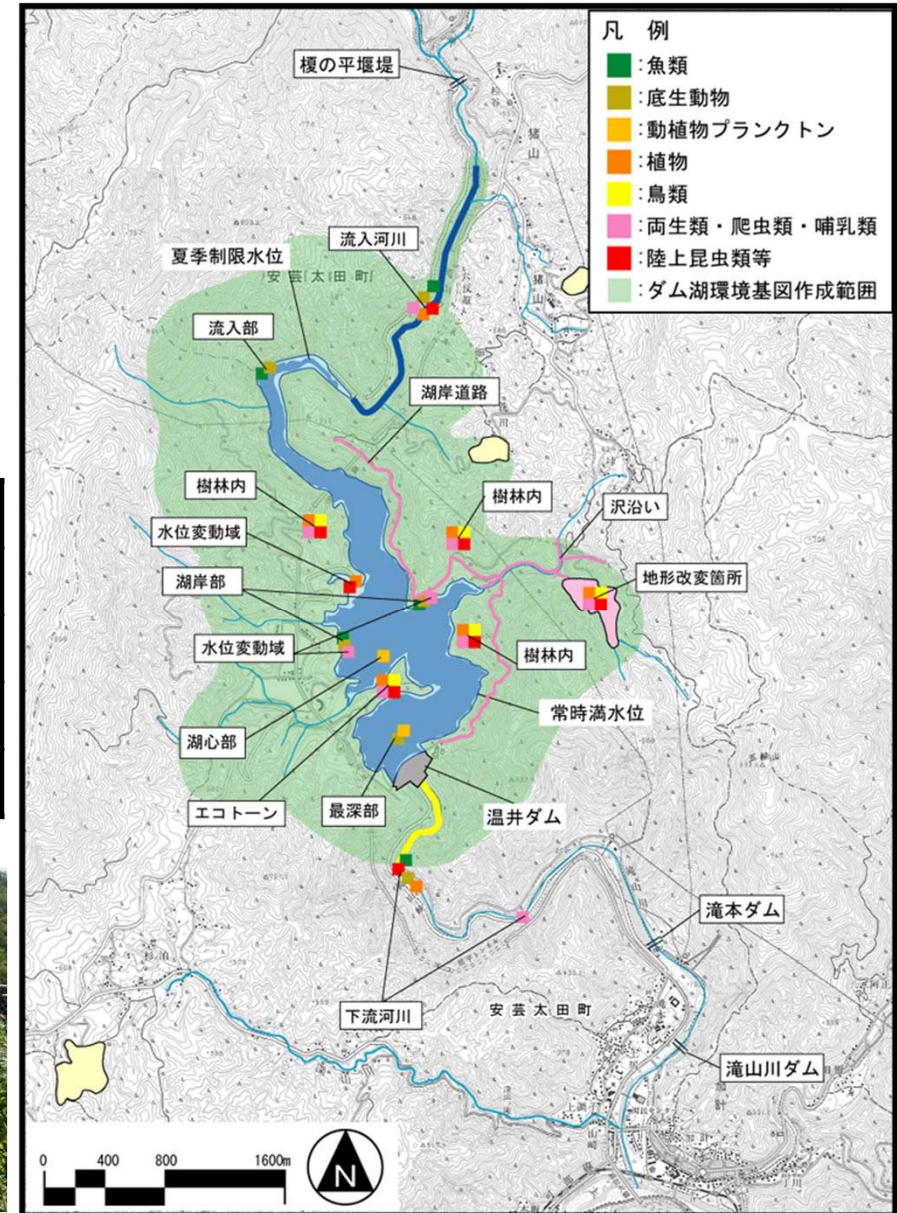 凡 例
:魚類
:底生動物
:動植物プランクトン
:植物
:鳥類
:両生類・爬虫類・哺乳類
:陸上昆虫類等
:ダム湖環境基図作成範囲
榎の平堰堤
猪山
夏季制限水位
安芸太田町
流入河川
猪山
流入部
湖岸道路
樹林内
樹林内
沢沿い
水位変動域
湖岸部
地形改変箇所
水位変動域
樹林内
常時満水位
湖心部
エコトーン
最深部
温井ダム
滝山川
滝本ダム
下流河川
安芸太田町
滝山川ダム
0 400 800 1600m
N